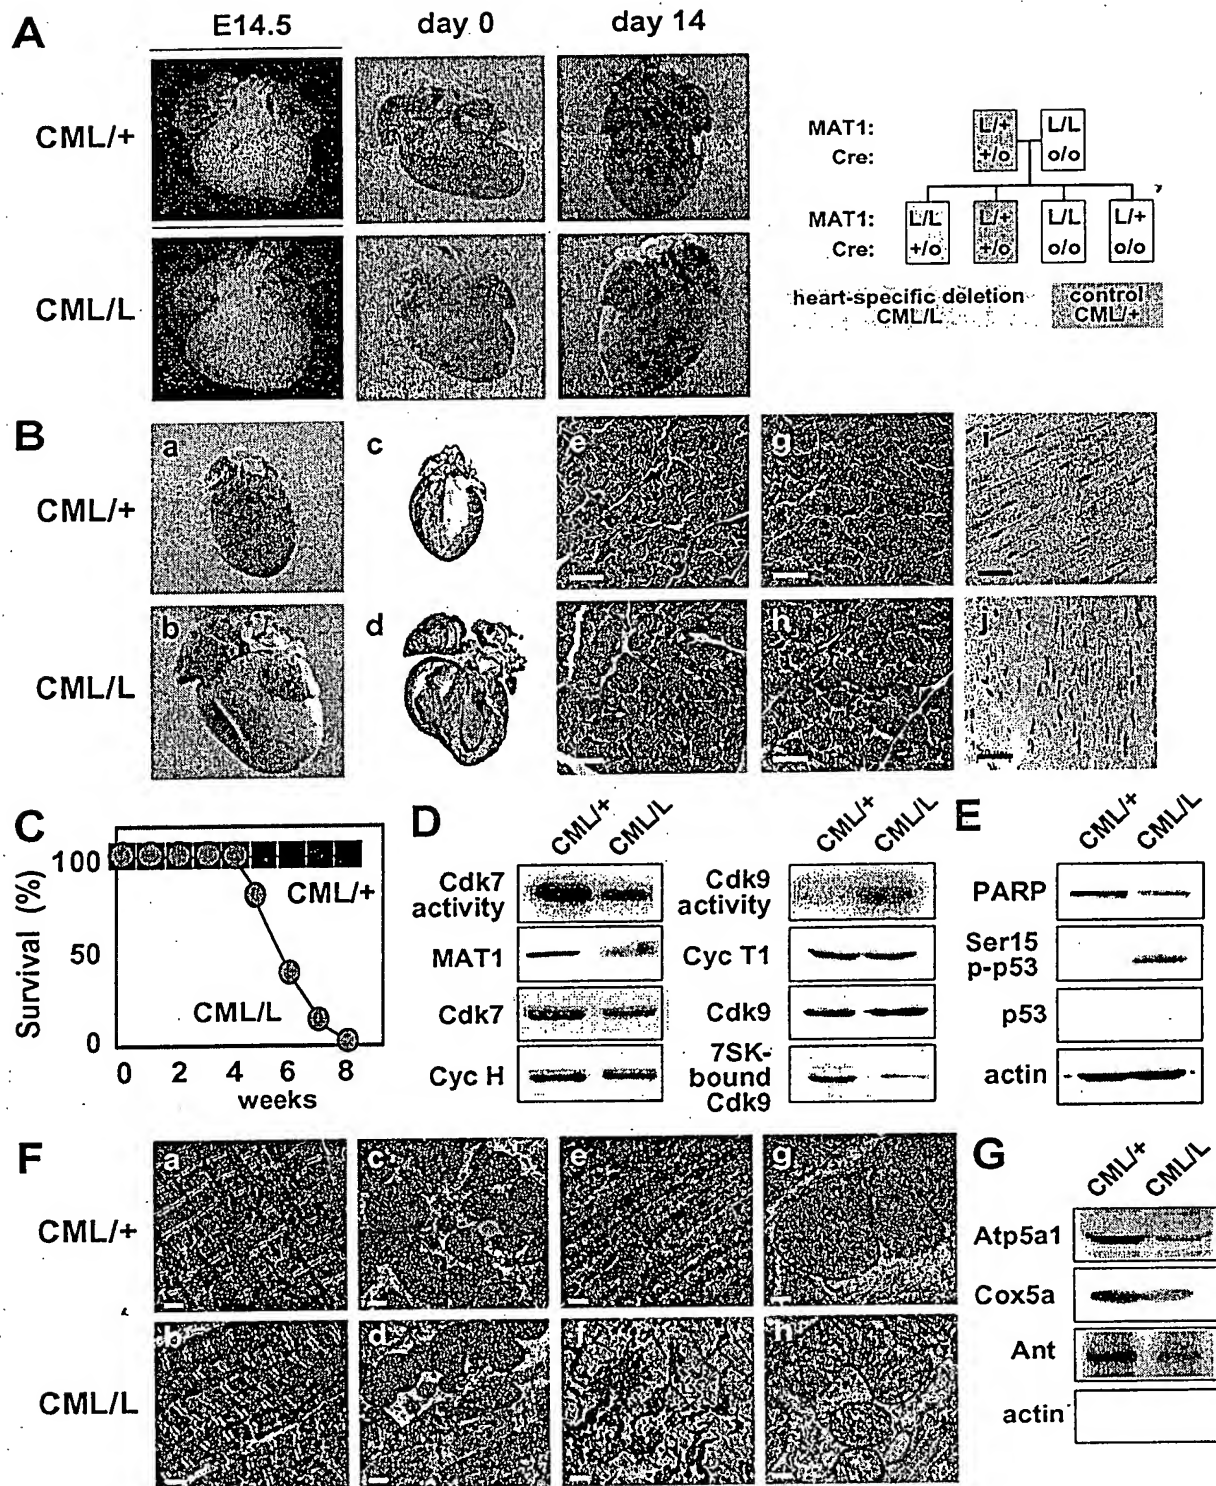 A
E14.5
day 0
day 14
CML/+
CML/L
MAT1:
L/+
L/L
Cre:
+/o
o/o
MAT1:
L/L
L/+
L/L
L/+
Cre:
+/o
+/o
o/o
o/o
heart-specific deletion
CML/L
control
CML/+
B
CML/+
a
c
e
g
i
CML/L
b
d
h
j
C
Survival (%)
100
50
0
CML/+
CML/L
0
2
4
6
8
weeks
D
CML/+
CML/L
Cdk7
activity
MAT1
Cdk7
Cyc H
CML/+
CML/L
Cdk9
activity
Cyc T1
Cdk9
7SK-
bound
Cdk9
E
CML/+
CML/L
PARP
Ser15
p-p53
p53
actin
F
CML/+
a
c
e
g
CML/L
b
d
f
h
G
CML/+
CML/L
Atp5a1
Cox5a
Ant
actin